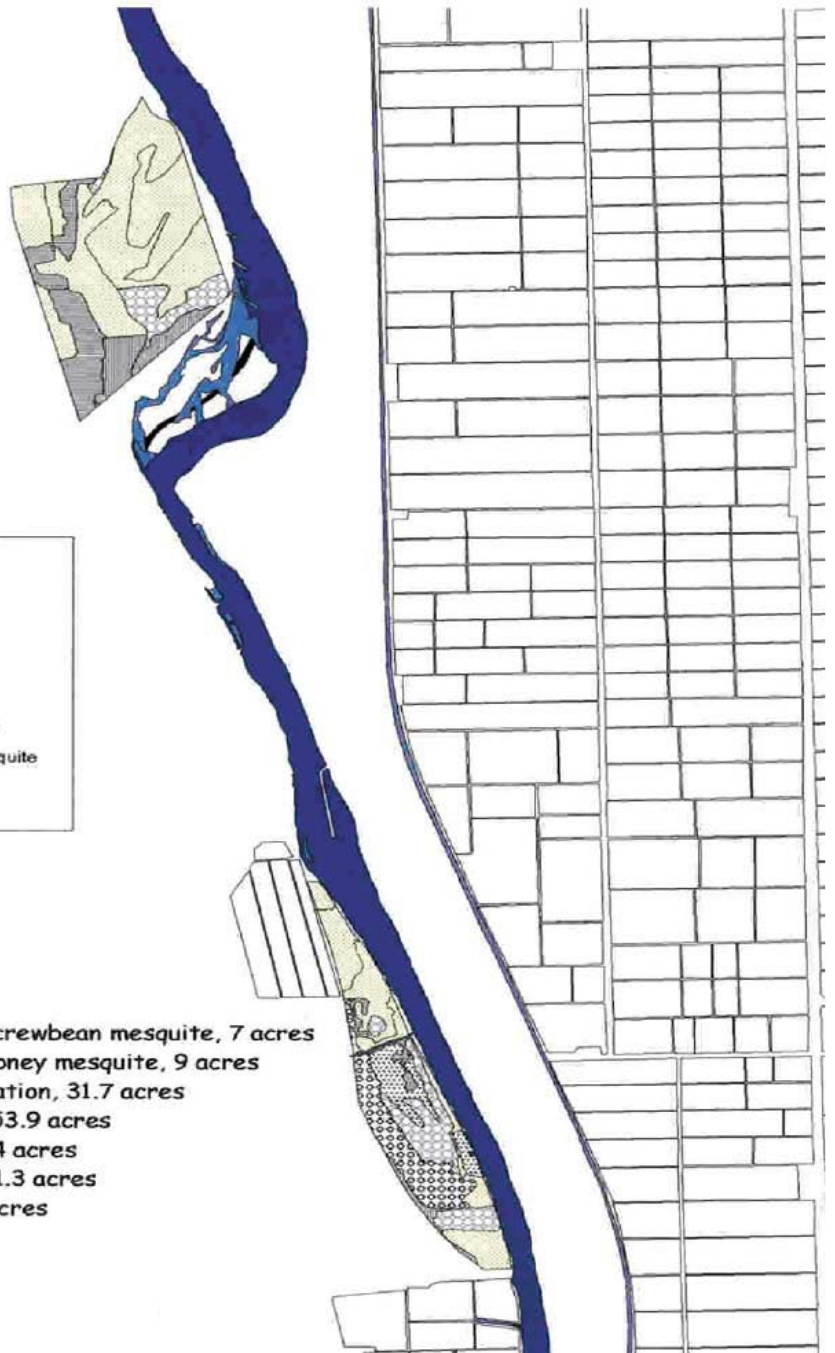 quite
crewbean mesquite, 7 acres
oney mesquite, 9 acres
ation, 31.7 acres
53.9 acres
4 acres
1.3 acres
cres